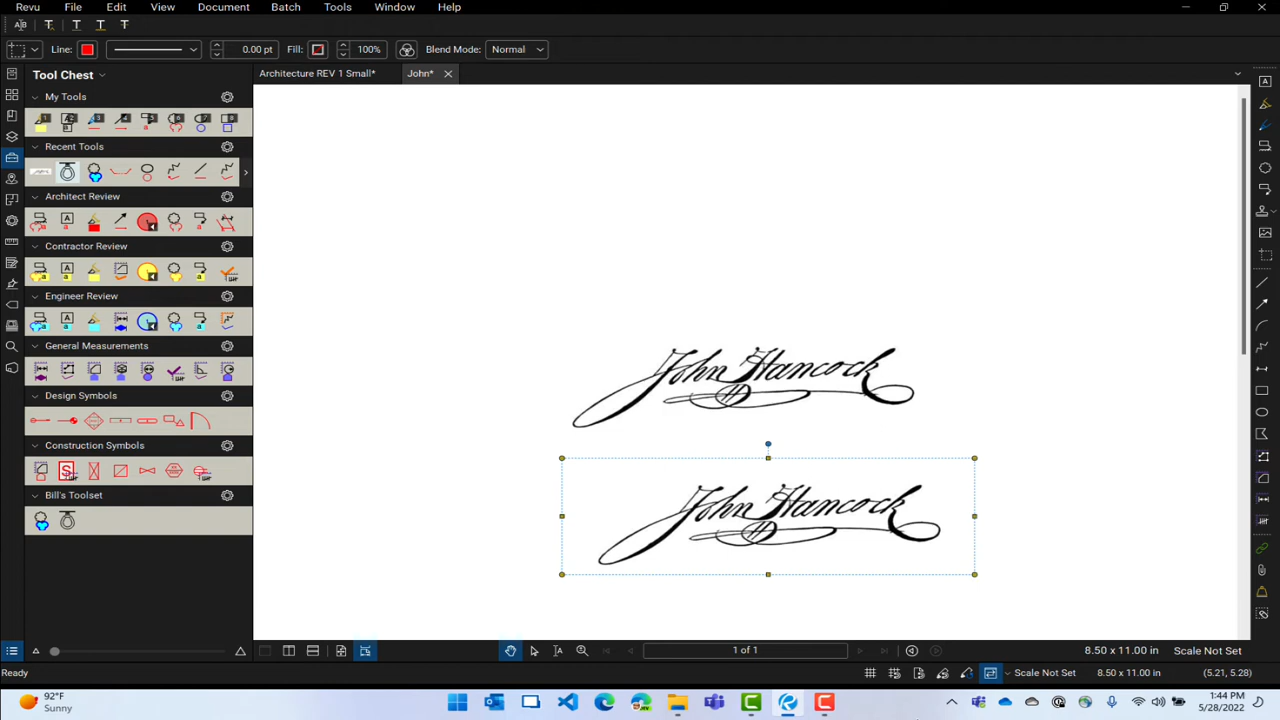 Revu File Edit View Document Batch Tools Window Help
Line: 0.00 pt Fill: 100% Blend Mode: Normal
Tool Chest Architecture REV 1 Small* John*
My Tools
Recent Tools
Architect Review
Contractor Review
Engineer Review
General Measurements
John Hancock
Design Symbols
Construction Symbols
Bill's Toolset
John Hancock
1 of 1 8.50 x 11.00 in Scale Not Set
Ready Scale Not Set 8.50 x 11.00 in (5.21, 5.28)
92°F 1:44 PM
Sunny 5/28/2022